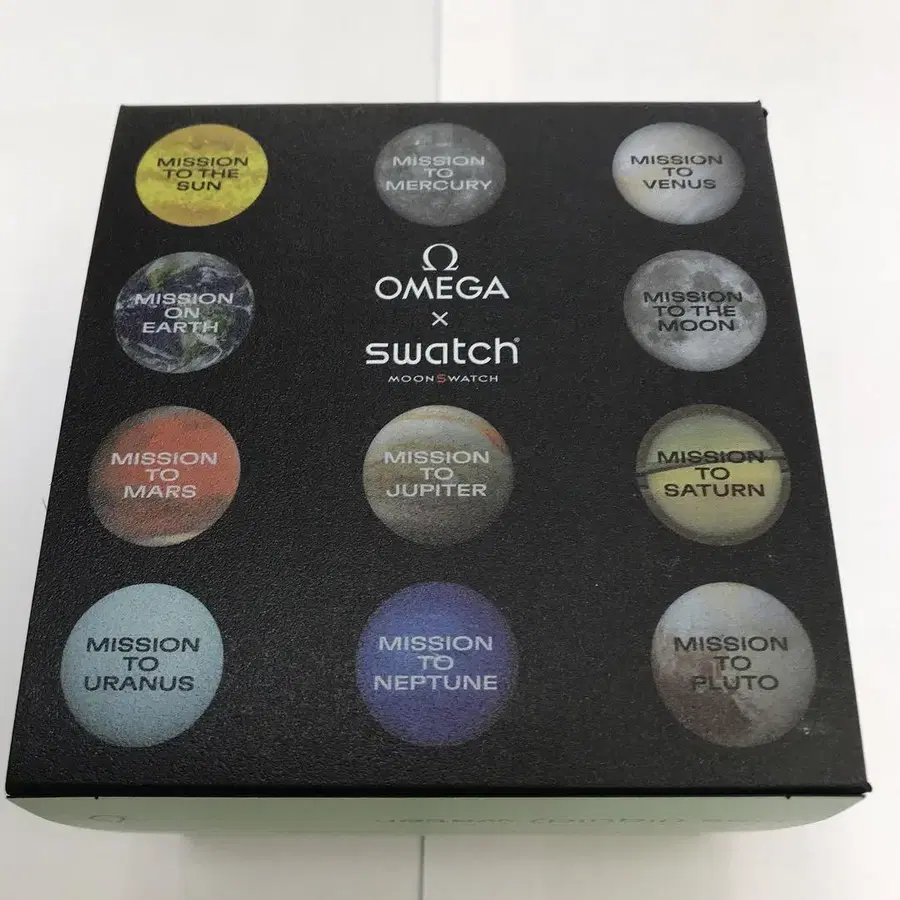 MISSION
TO THE
SUN
MISSION
TO
MERCURY
MISSION
TO
VENUS
MISSION
ON
EARTH
Ω
OMEGA
×
swatch®
MOONSWATCH
MISSION
TO THE
MOON
MISSION
TO
MARS
MISSION
TO
JUPITER
MISSION
TO
SATURN
MISSION
TO
URANUS
MISSION
TO
NEPTUNE
MISSION
TO
PLUTO